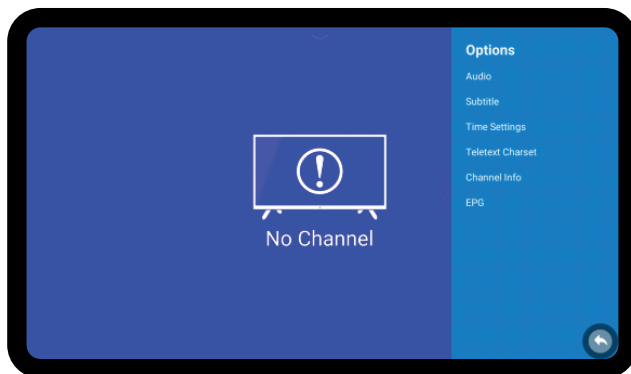 No Channel
Options
Audio
Subtitle
Time Settings
Teletext Charset
Channel Info
EPG